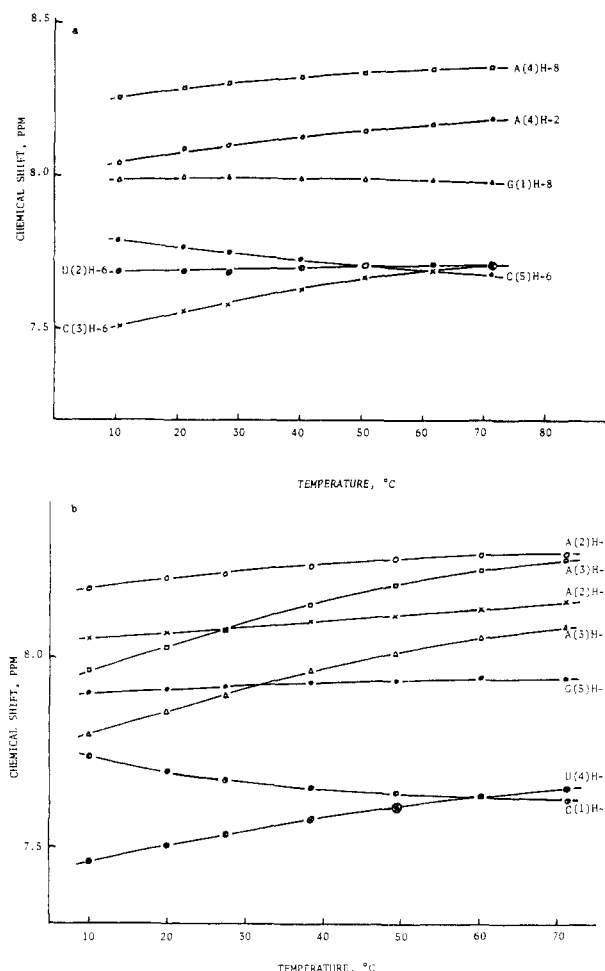 a
8.5
A(4)H-8
A(4)H-2
8.0
G(1)H-8
CHEMICAL SHIFT, PPM
U(2)H-6
C(5)H-6
7.5
C(3)H-6
10 20 30 40 50 60 70 80
TEMPERATURE, °C
b
A(2)H-
A(3)H-
A(2)H-
8.0
A(3)H-
G(5)H-
CHEMICAL SHIFT, PPM
U(4)H-
C(1)H-
7.5
10 20 30 40 50 60 70
TEMPERATURE, °C